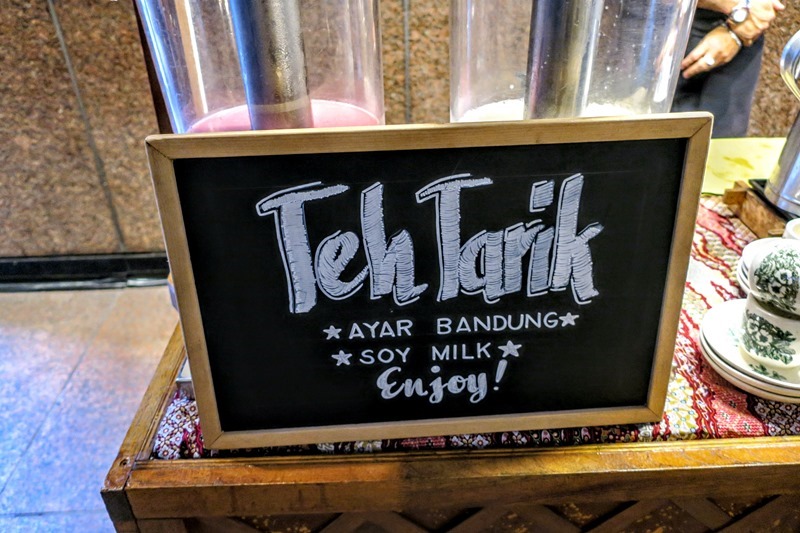 Teh Tarik
★AYAR BANDUNG★
★SOY MILK★
Enjoy!